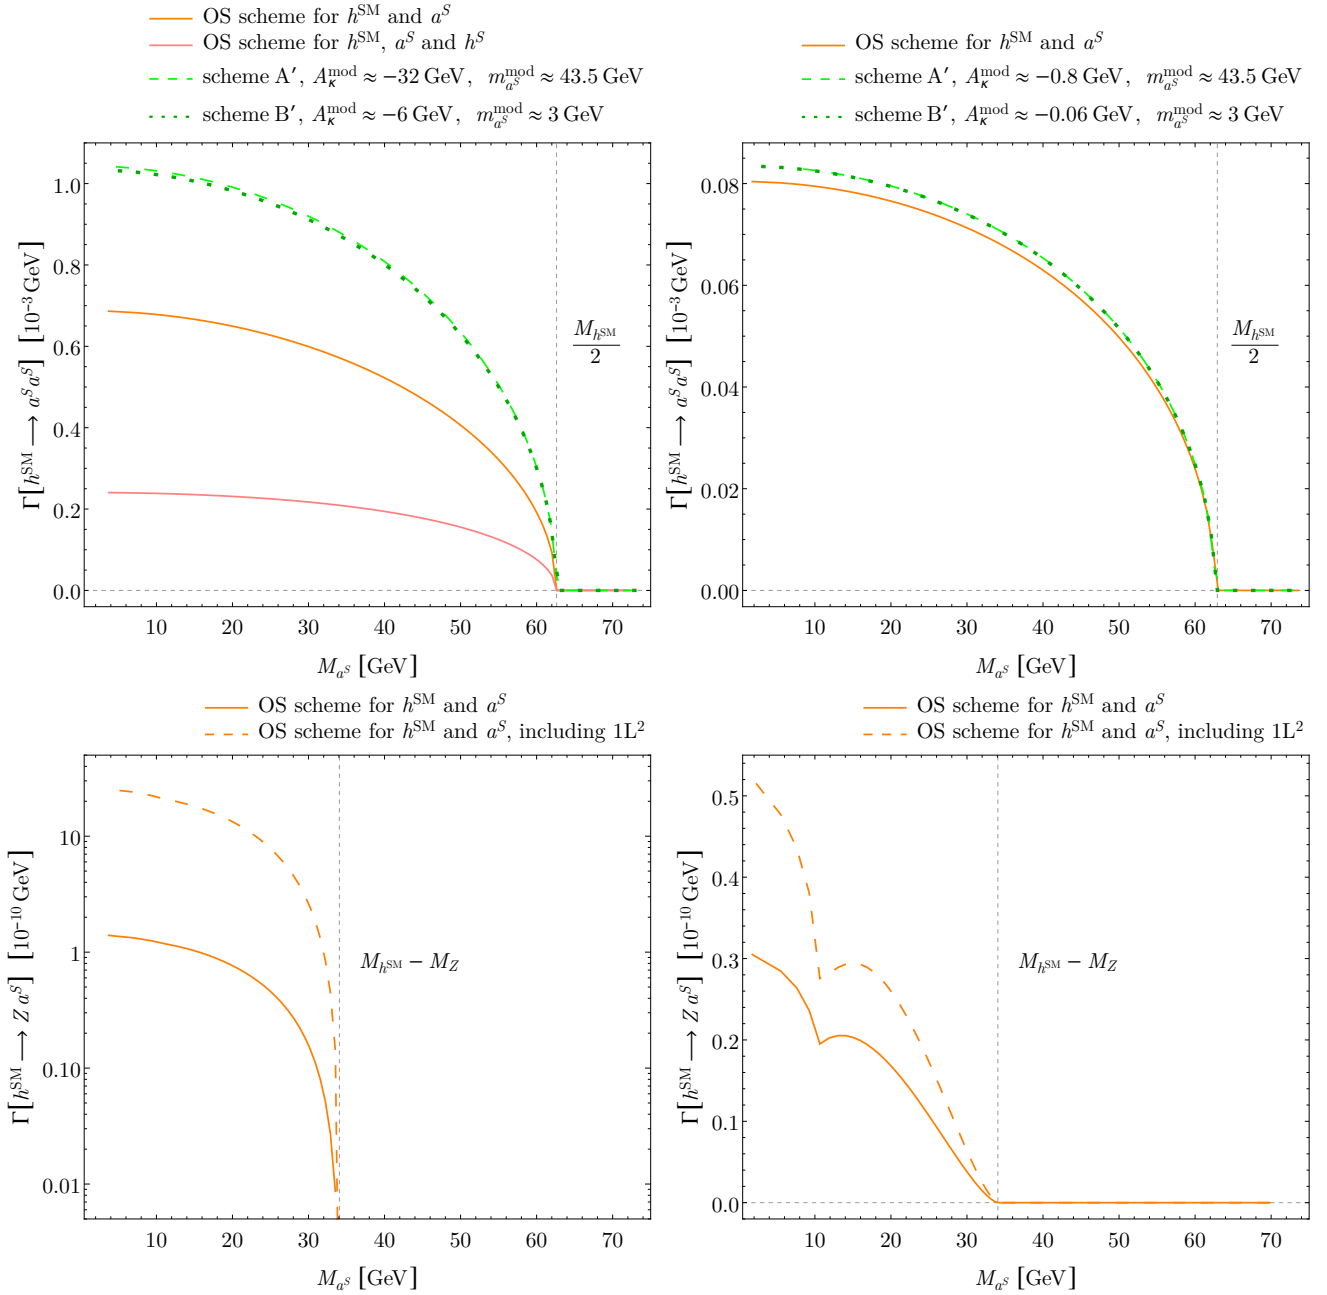 OS scheme for h^SM and a^S
OS scheme for h^SM, a^S and h^S
scheme A′, A_κ^mod ≈ −32 GeV, m_{a^S}^mod ≈ 43.5 GeV
scheme B′, A_κ^mod ≈ −6 GeV, m_{a^S}^mod ≈ 3 GeV
Γ[h^SM ⟶ a^S a^S] [10^−3 GeV]
1.0
0.8
0.6
0.4
0.2
0.0
M_{h^SM}
2
10 20 30 40 50 60 70
M_{a^S} [GeV]
OS scheme for h^SM and a^S
scheme A′, A_κ^mod ≈ −0.8 GeV, m_{a^S}^mod ≈ 43.5 GeV
scheme B′, A_κ^mod ≈ −0.06 GeV, m_{a^S}^mod ≈ 3 GeV
Γ[h^SM ⟶ a^S a^S] [10^−3 GeV]
0.08
0.06
0.04
0.02
0.00
M_{h^SM}
2
10 20 30 40 50 60 70
M_{a^S} [GeV]
OS scheme for h^SM and a^S
OS scheme for h^SM and a^S, including 1L^2
Γ[h^SM ⟶ Z a^S] [10^−10 GeV]
10
1
0.10
0.01
M_{h^SM} − M_Z
10 20 30 40 50 60 70
M_{a^S} [GeV]
OS scheme for h^SM and a^S
OS scheme for h^SM and a^S, including 1L^2
Γ[h^SM ⟶ Z a^S] [10^−10 GeV]
0.5
0.4
0.3
0.2
0.1
0.0
M_{h^SM} − M_Z
10 20 30 40 50 60 70
M_{a^S} [GeV]